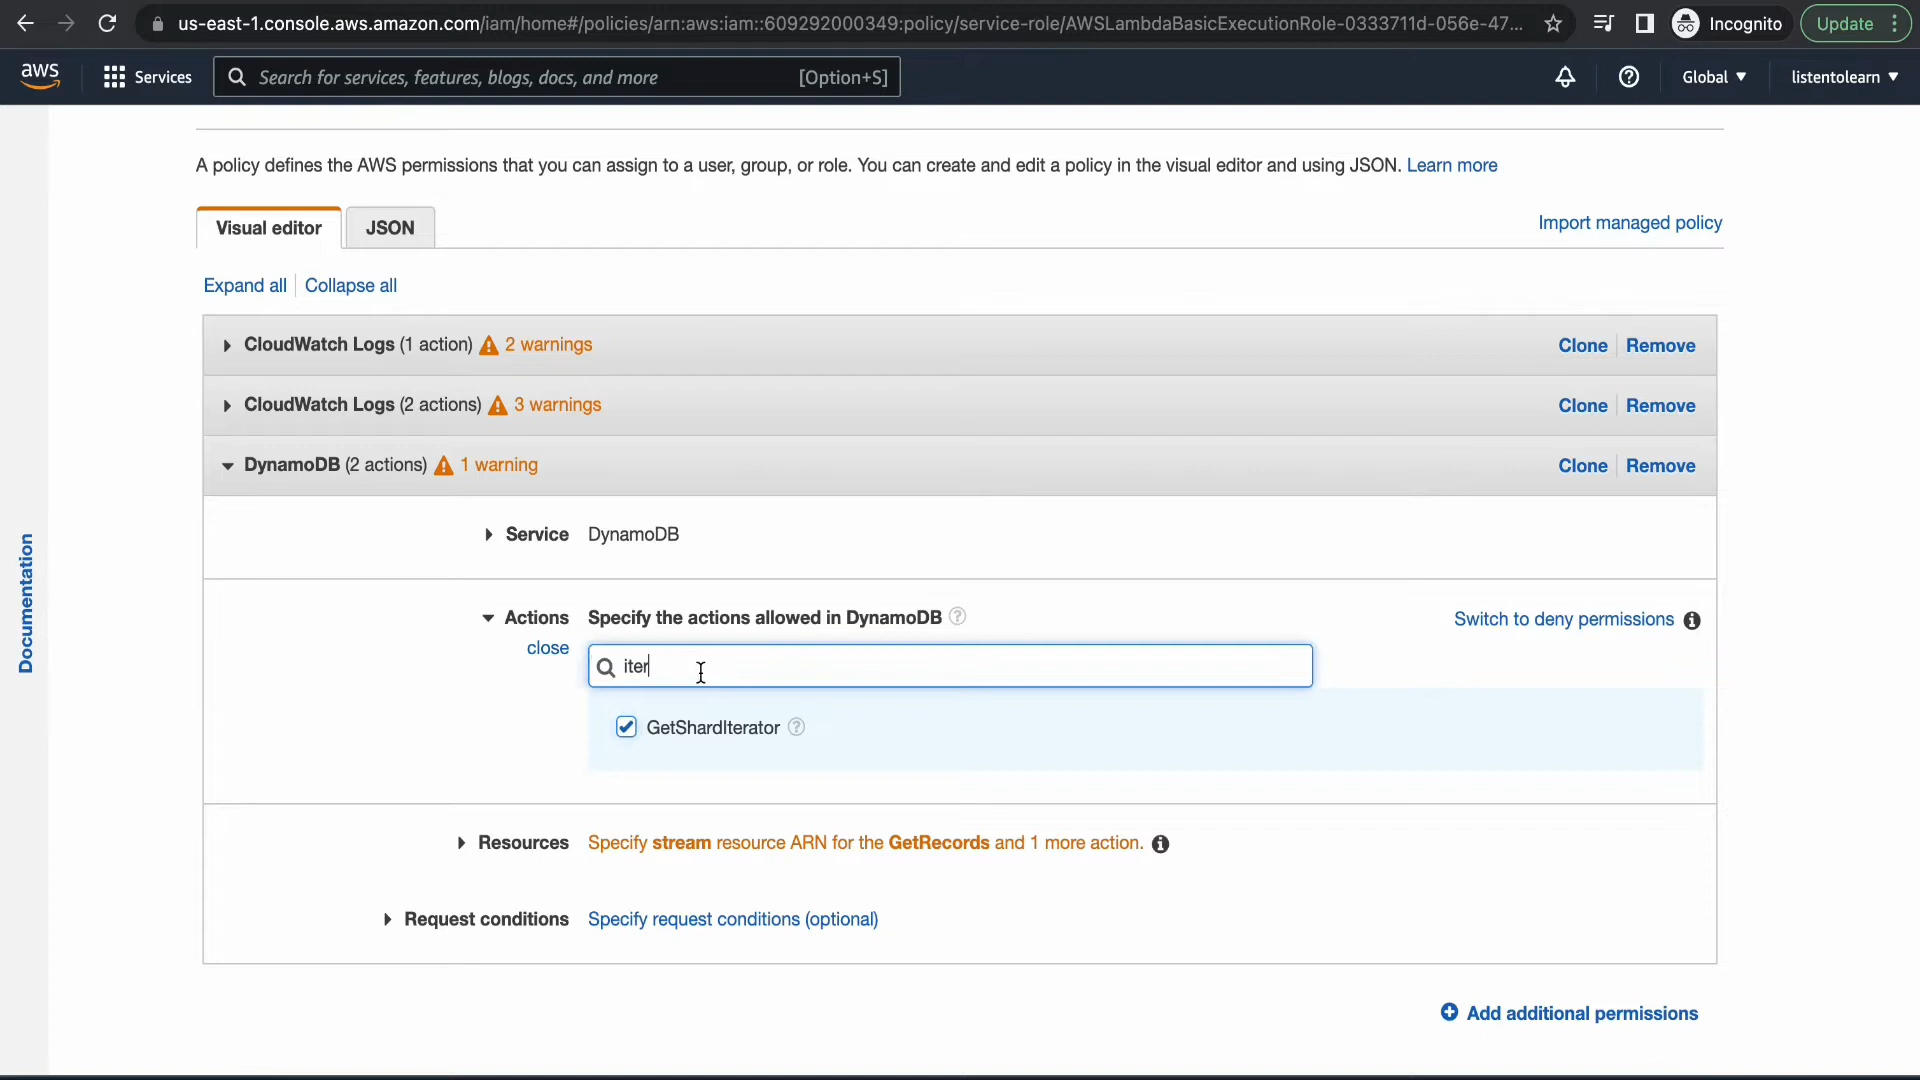 us-east-1.console.aws.amazon.com/iam/home#/policies/arn:aws:iam::609292000349:policy/service-role/AWSLambdaBasicExecutionRole-0333711d-056e-47...
Incognito
Update
aws
Services
Search for services, features, blogs, docs, and more
[Option+S]
Global
listentolearn
A policy defines the AWS permissions that you can assign to a user, group, or role. You can create and edit a policy in the visual editor and using JSON. Learn more
Visual editor
JSON
Import managed policy
Expand all
Collapse all
CloudWatch Logs (1 action) 2 warnings
Clone
Remove
CloudWatch Logs (2 actions) 3 warnings
Clone
Remove
DynamoDB (2 actions) 1 warning
Clone
Remove
Service
DynamoDB
Actions
close
Specify the actions allowed in DynamoDB
Switch to deny permissions
iter
GetShardIterator
Resources
Specify stream resource ARN for the GetRecords and 1 more action.
Request conditions
Specify request conditions (optional)
Add additional permissions
Documentation